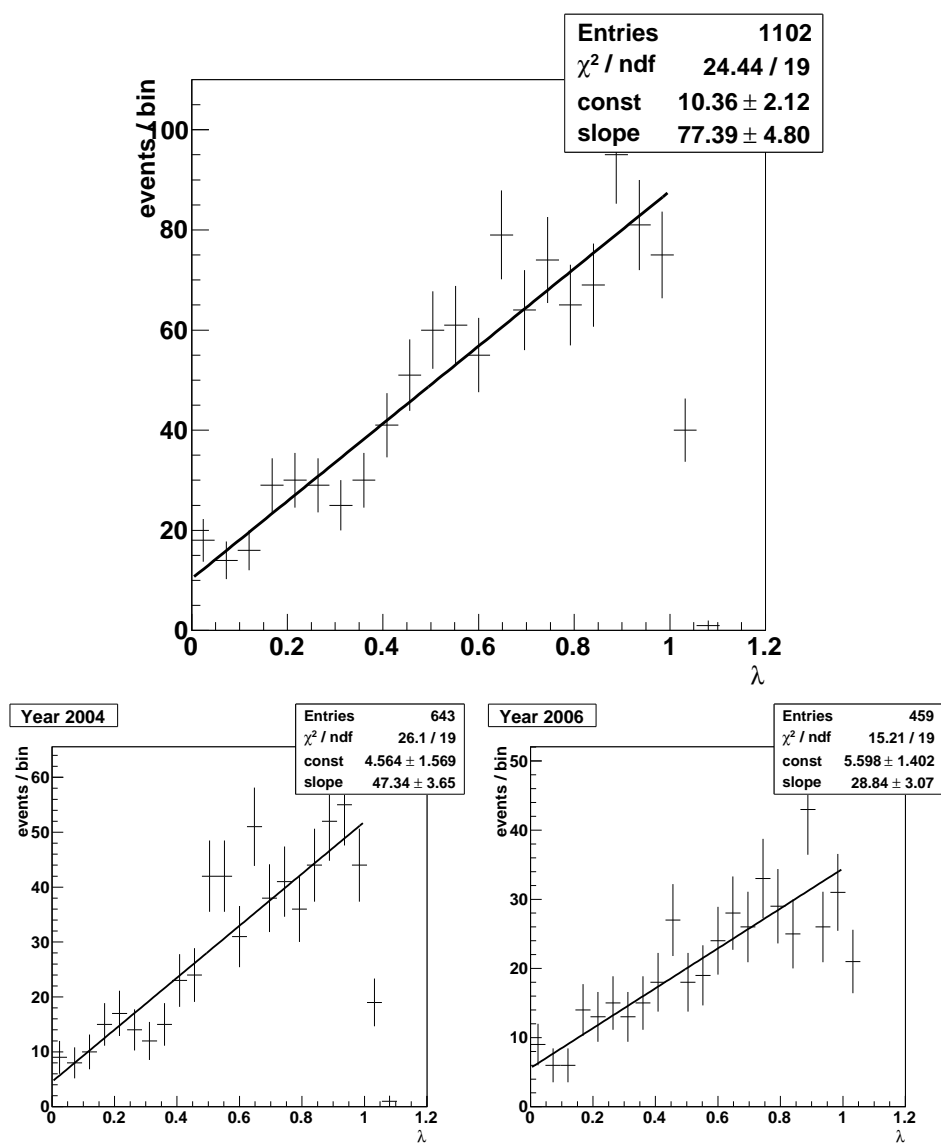 Entries 1102
χ² / ndf 24.44 / 19
const 10.36 ± 2.12
slope 77.39 ± 4.80
events / bin
100
80
60
40
20
0
0 0.2 0.4 0.6 0.8 1 1.2
λ
Year 2004
Entries 643
χ² / ndf 26.1 / 19
const 4.564 ± 1.569
slope 47.34 ± 3.65
events / bin
60
50
40
30
20
10
0
0 0.2 0.4 0.6 0.8 1 1.2
λ
Year 2006
Entries 459
χ² / ndf 15.21 / 19
const 5.598 ± 1.402
slope 28.84 ± 3.07
events / bin
50
40
30
20
10
0
0 0.2 0.4 0.6 0.8 1 1.2
λ